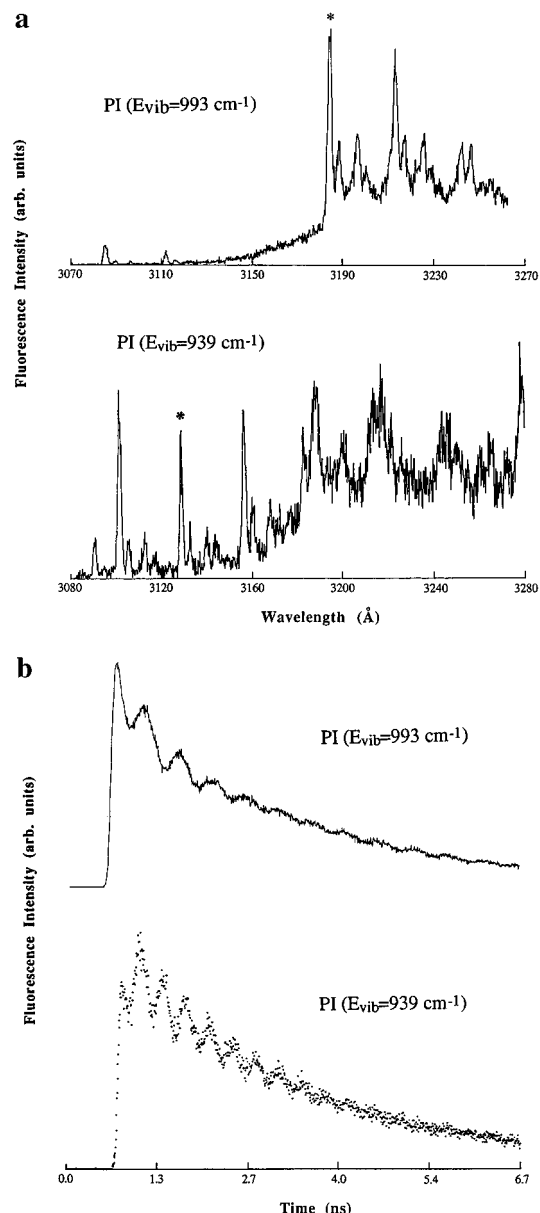 a
*
PI (Evib=993 cm-1)
3070 3110 3150 3190 3230 3270
PI (Evib=939 cm-1)
*
3080 3120 3160 3200 3240 3280
Wavelength (Å)
Fluorescence Intensity (arb. units)
b
PI (Evib=993 cm-1)
PI (Evib=939 cm-1)
Fluorescence Intensity (arb. units)
0.0 1.3 2.7 4.0 5.4 6.7
Time (ns)